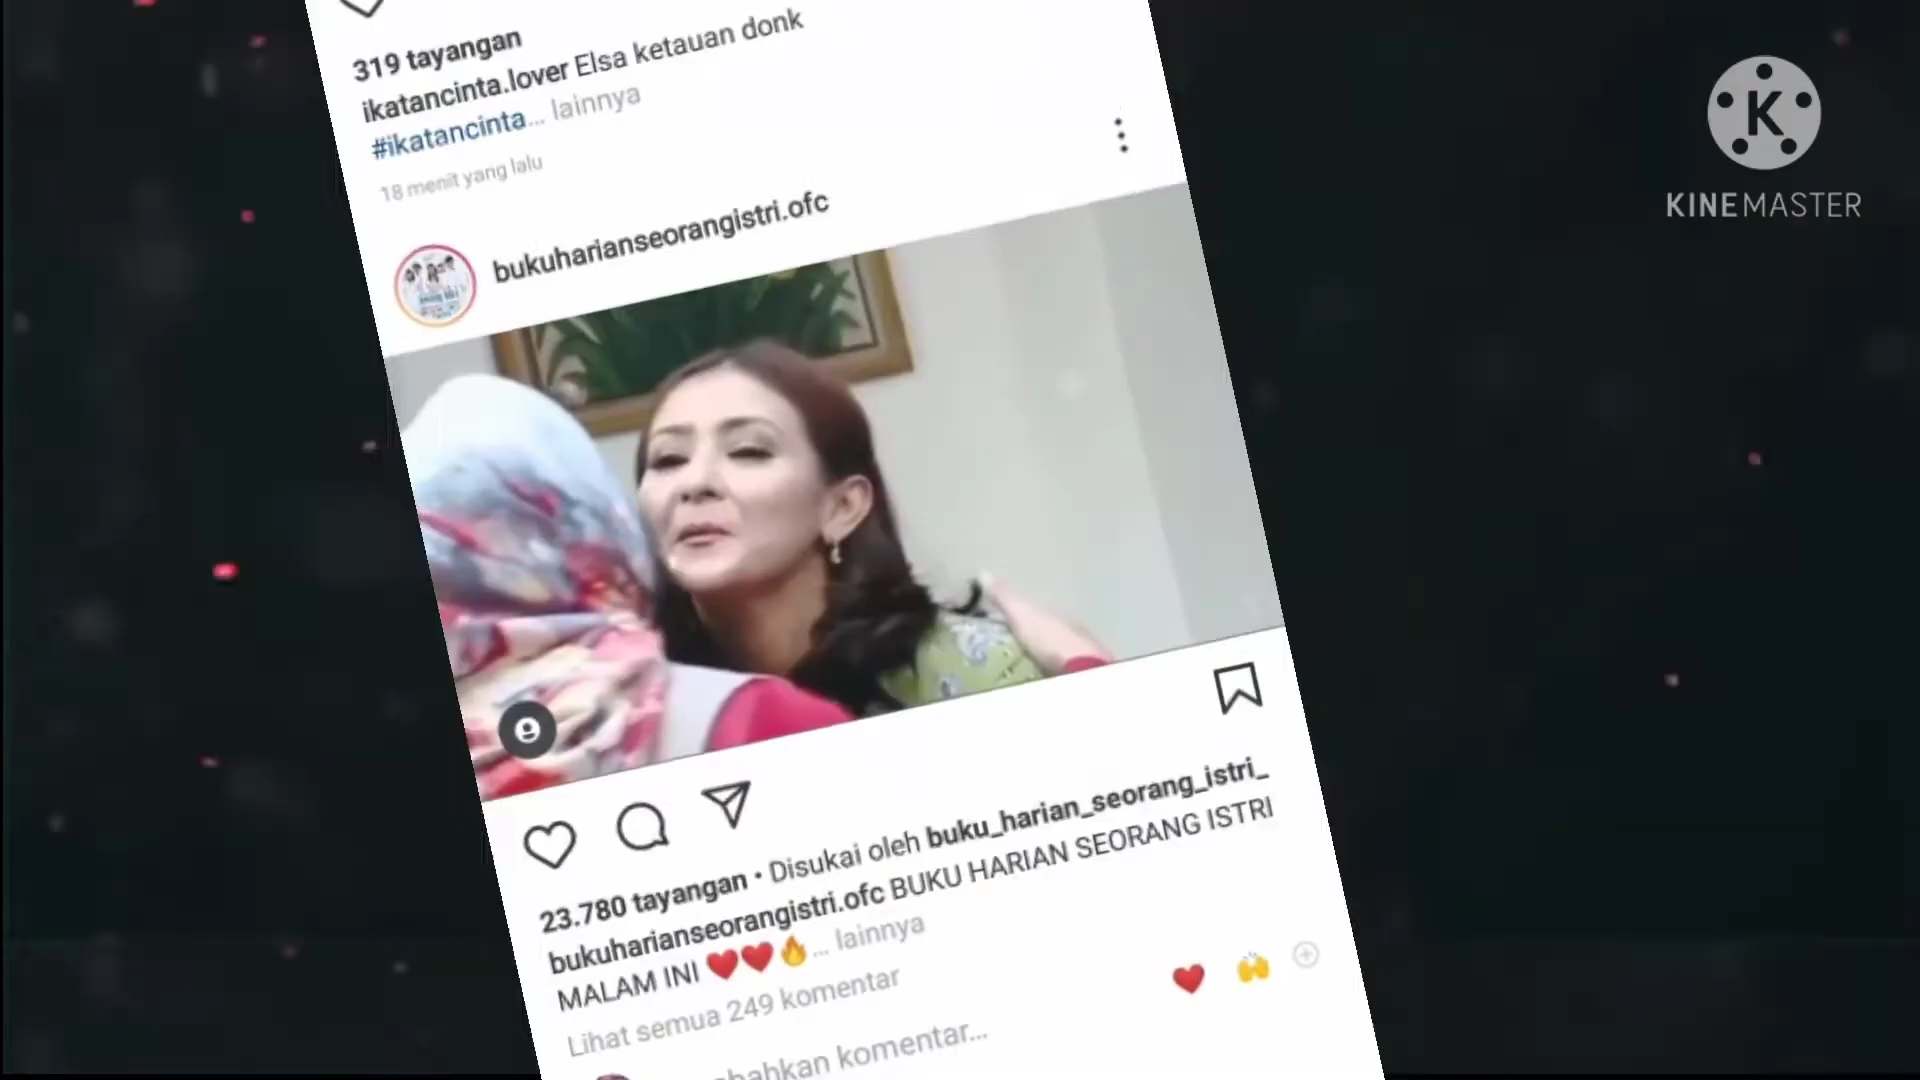 319 tayangan
ikatancinta.lover Elsa ketauan donk
#ikatancinta... lainnya
18 menit yang lalu
bukuharianseorangistri.ofc
23.780 tayangan • Disukai oleh buku_harian_seorang_istri_
bukuharianseorangistri.ofc BUKU HARIAN SEORANG ISTRI
MALAM INI ❤️❤️🔥... lainnya
Lihat semua 249 komentar
komentar...
K
KINEMASTER